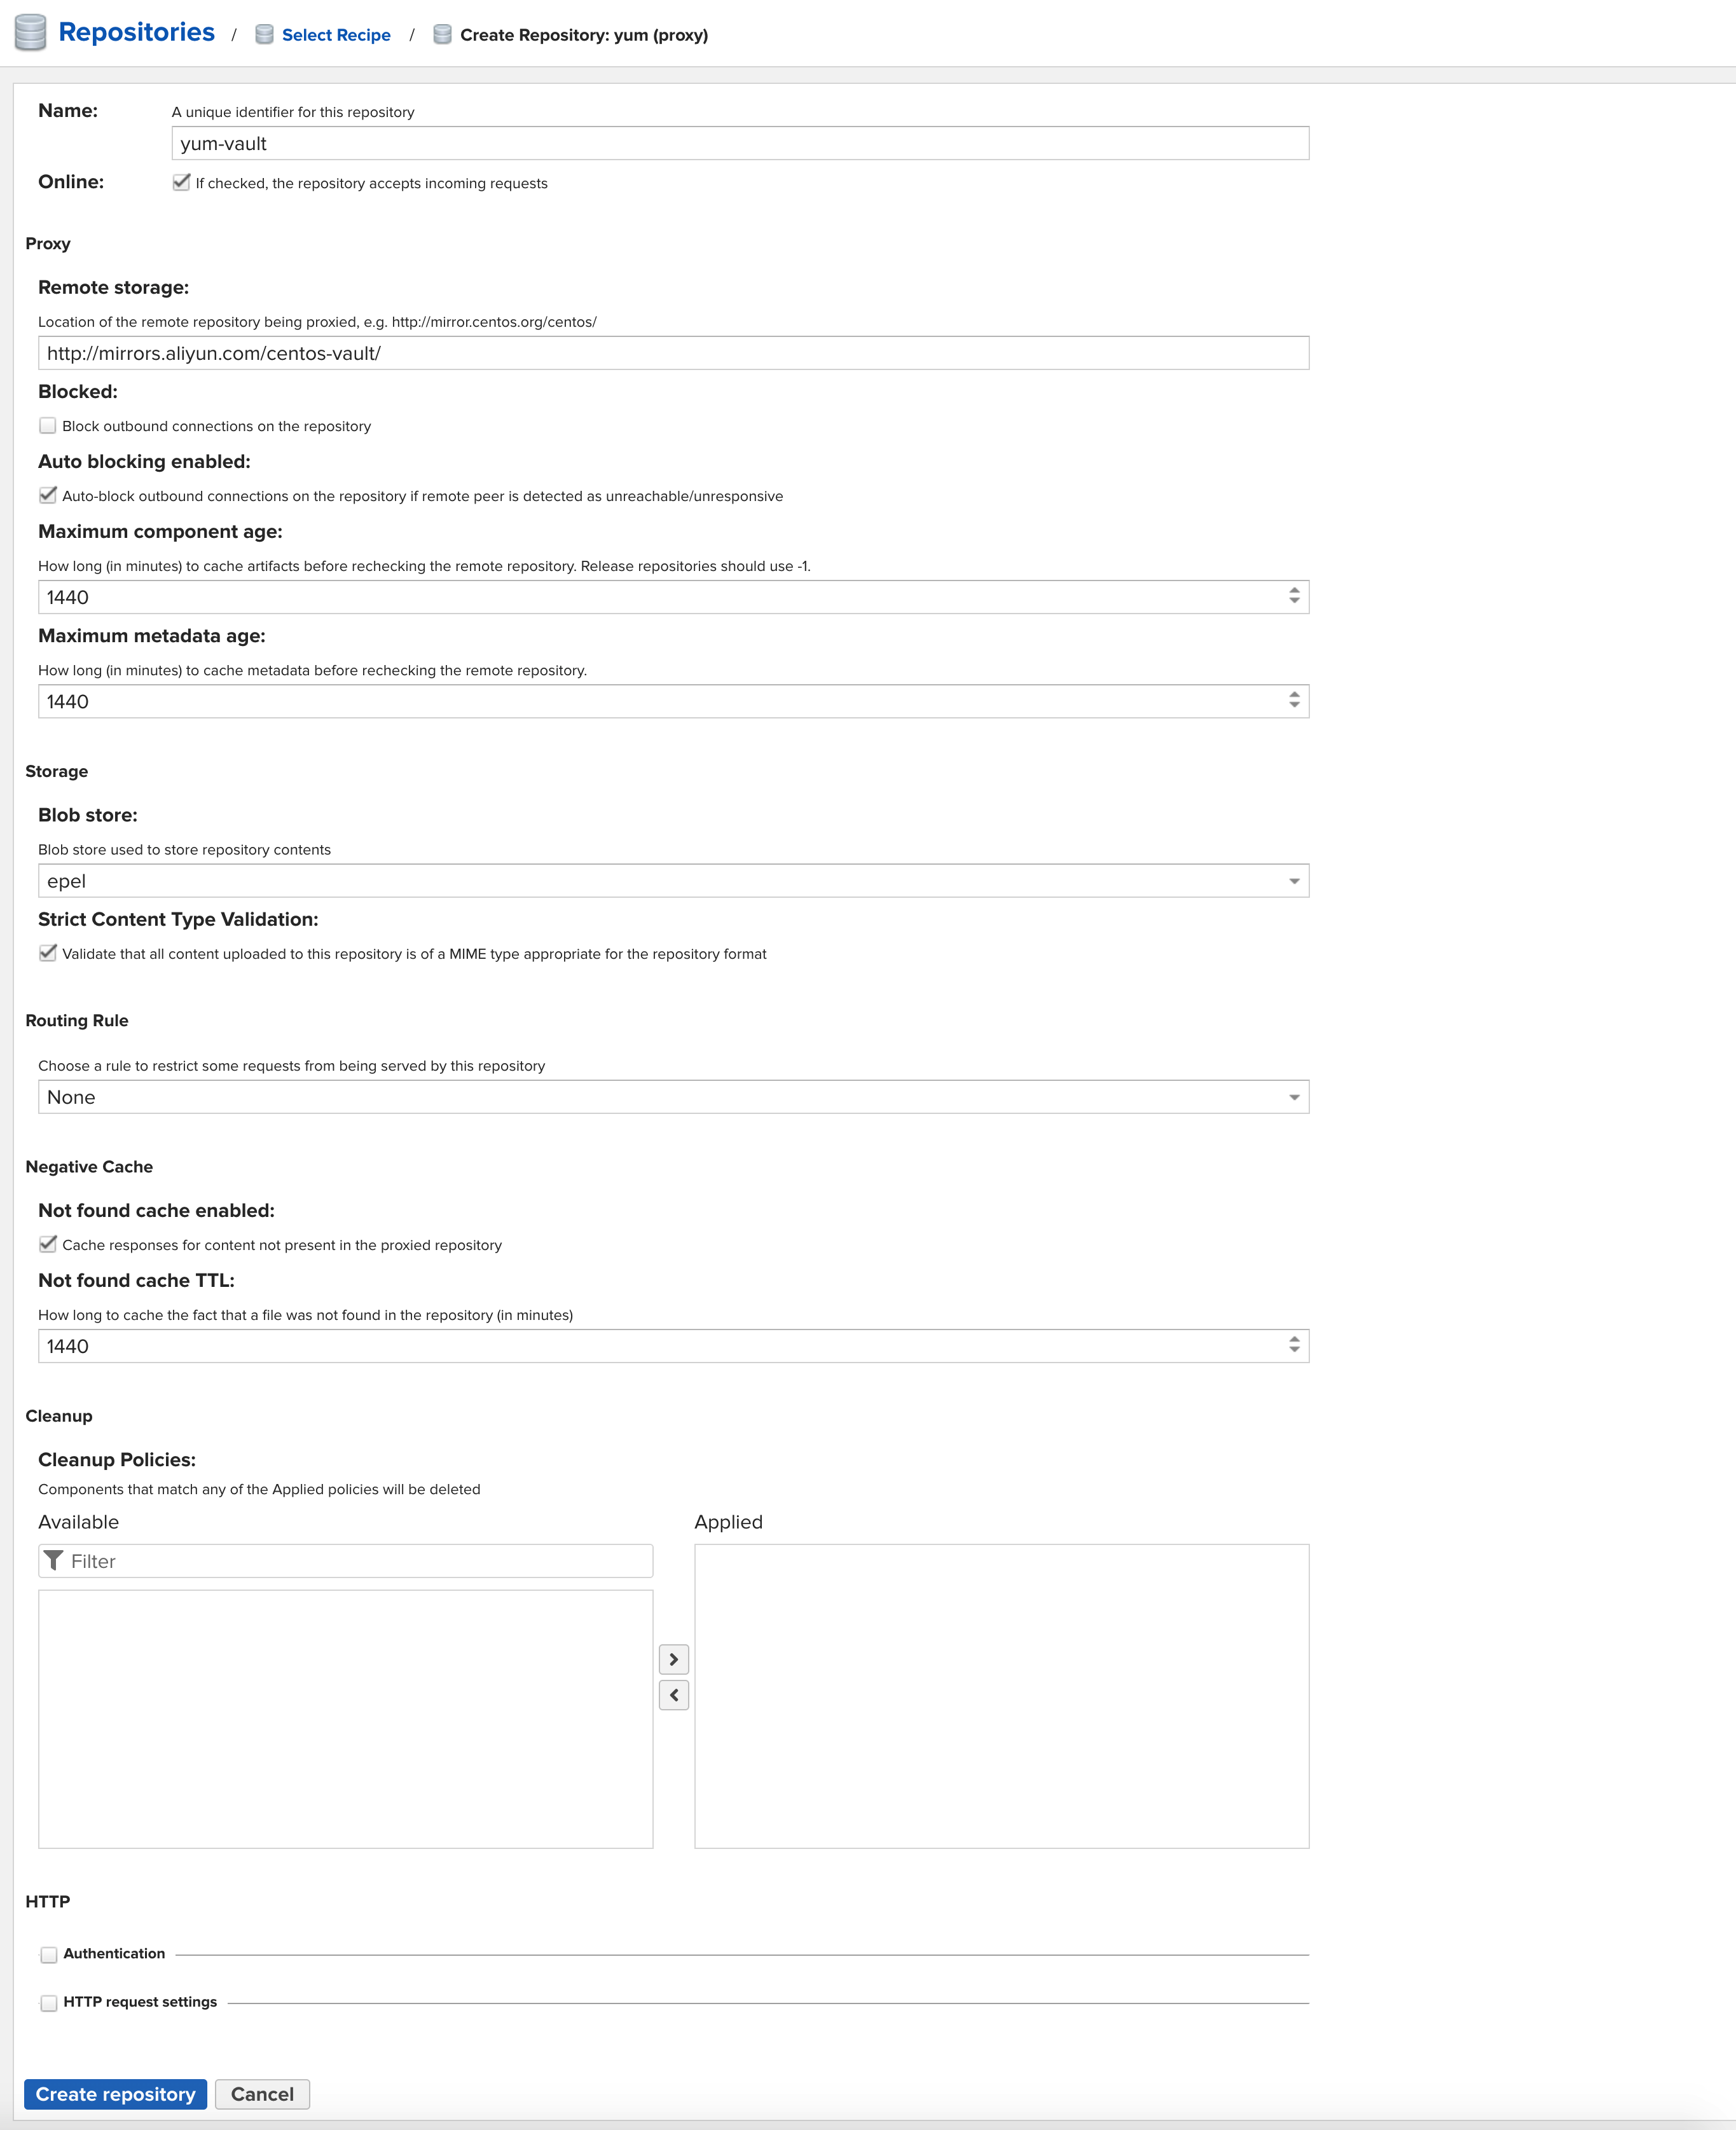 Repositories / Select Recipe / Create Repository: yum (proxy)
Name: A unique identifier for this repository
yum-vault
Online: If checked, the repository accepts incoming requests
Proxy
Remote storage:
Location of the remote repository being proxied, e.g. http://mirror.centos.org/centos/
http://mirrors.aliyun.com/centos-vault/
Blocked:
Block outbound connections on the repository
Auto blocking enabled:
Auto-block outbound connections on the repository if remote peer is detected as unreachable/unresponsive
Maximum component age:
How long (in minutes) to cache artifacts before rechecking the remote repository. Release repositories should use -1.
1440
Maximum metadata age:
How long (in minutes) to cache metadata before rechecking the remote repository.
1440
Storage
Blob store:
Blob store used to store repository contents
epel
Strict Content Type Validation:
Validate that all content uploaded to this repository is of a MIME type appropriate for the repository format
Routing Rule
Choose a rule to restrict some requests from being served by this repository
None
Negative Cache
Not found cache enabled:
Cache responses for content not present in the proxied repository
Not found cache TTL:
How long to cache the fact that a file was not found in the repository (in minutes)
1440
Cleanup
Cleanup Policies:
Components that match any of the Applied policies will be deleted
Available Applied
Filter
HTTP
Authentication
HTTP request settings
Create repository Cancel